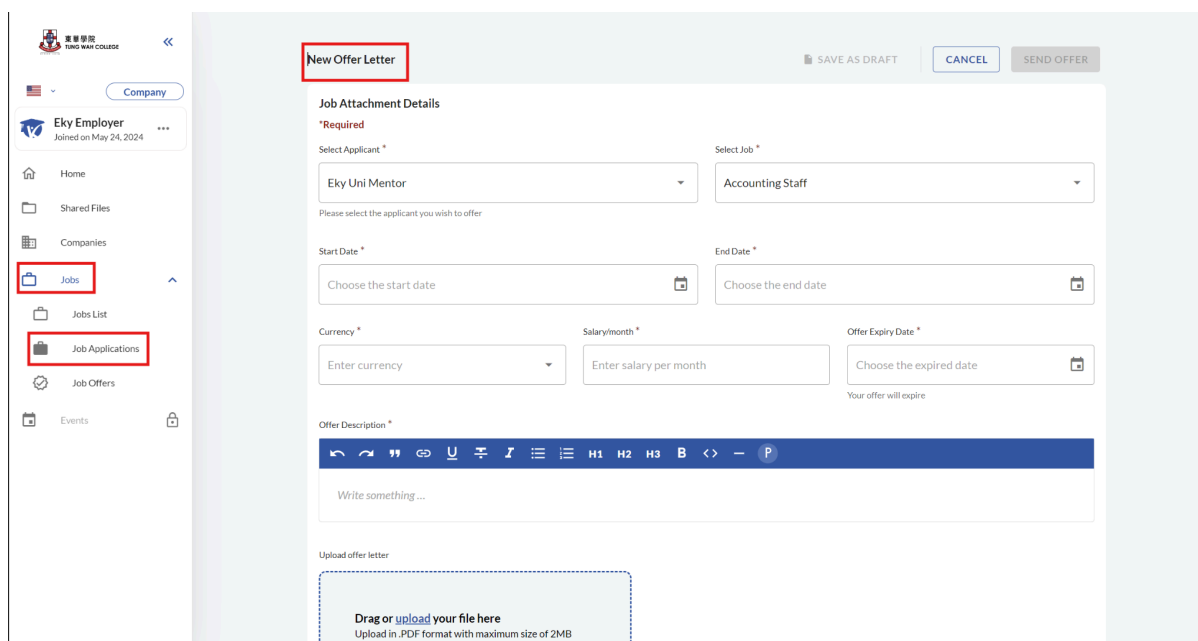 東華學院
TUNG WAH COLLEGE
Company
Eky Employer
Joined on May 24, 2024
Home
Shared Files
Companies
Jobs
Jobs List
Job Applications
Job Offers
Events
New Offer Letter
SAVE AS DRAFT
CANCEL
SEND OFFER
Job Attachment Details
*Required
Select Applicant *
Select Job *
Eky Uni Mentor
Accounting Staff
Please select the applicant you wish to offer
Start Date *
End Date *
Choose the start date
Choose the end date
Currency *
Salary/month *
Offer Expiry Date *
Enter currency
Enter salary per month
Choose the expired date
Your offer will expire
Offer Description *
H1 H2 H3 B <> — P
Write something ...
Upload offer letter
Drag or upload your file here
Upload in .PDF format with maximum size of 2MB